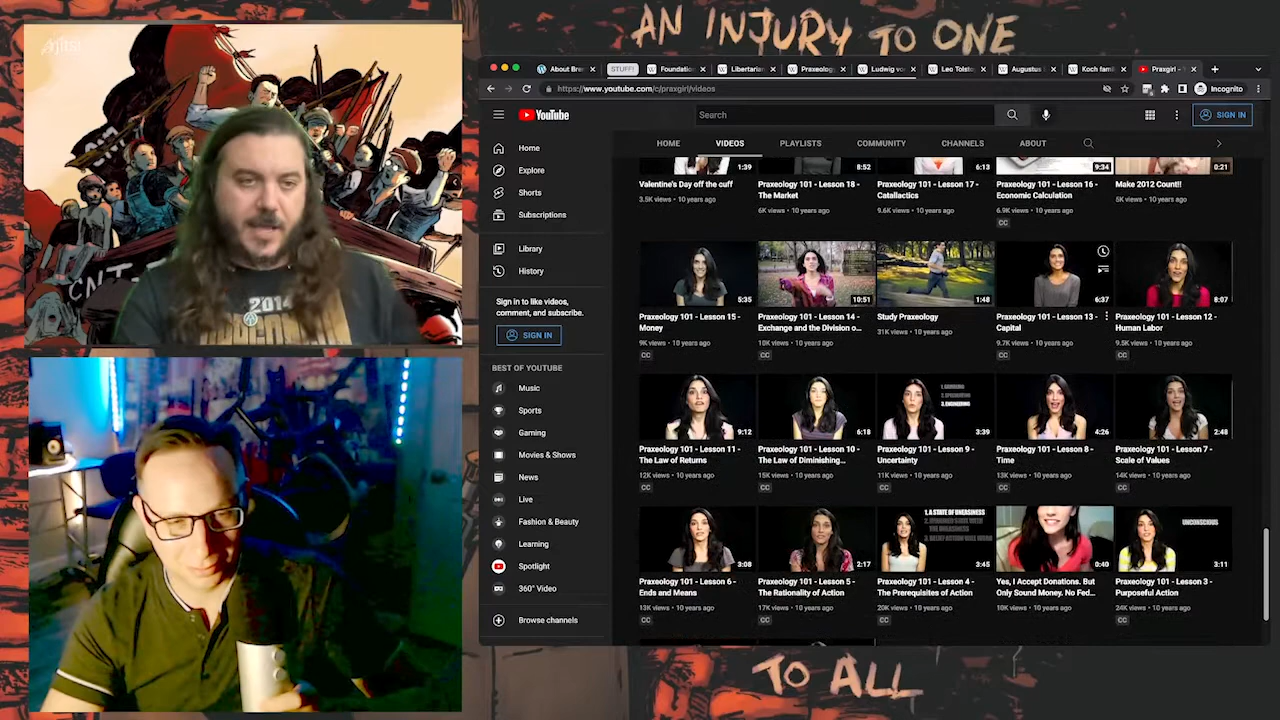 AN INJURY TO ONE
Ajitsi
CNT
2014
About Bre
STUFF!
Foundation
Libertarian
Praxeolog
Ludwig vo
Leo Tolsto
Augustus
Koch fami
Praxgirl - Y
https://www.youtube.com/c/praxgirl/videos
Incognito
YouTube
Search
SIGN IN
HOME VIDEOS PLAYLISTS COMMUNITY CHANNELS ABOUT
Home
Explore
Shorts
Subscriptions
Library
History
Sign in to like videos,
comment, and subscribe.
SIGN IN
BEST OF YOUTUBE
Music
Sports
Gaming
Movies & Shows
News
Live
Fashion & Beauty
Learning
Spotlight
360° Video
Browse channels
1:39 8:52 6:13 9:34 0:21
Valentine's Day off the cuff
3.5K views • 10 years ago
Praxeology 101 - Lesson 18 -
The Market
6K views • 10 years ago
Praxeology 101 - Lesson 17 -
Catallactics
9.6K views • 10 years ago
Praxeology 101 - Lesson 16 -
Economic Calculation
6.9K views • 10 years ago
CC
Make 2012 Count!!
5K views • 10 years ago
5:35
Praxeology 101 - Lesson 15 -
Money
9K views • 10 years ago
CC
10:51
Praxeology 101 - Lesson 14 -
Exchange and the Division o...
10K views • 10 years ago
CC
1:48
Study Praxeology
31K views • 10 years ago
6:37
Praxeology 101 - Lesson 13 -
Capital
9.7K views • 10 years ago
CC
8:07
Praxeology 101 - Lesson 12 -
Human Labor
9.5K views • 10 years ago
CC
9:12
Praxeology 101 - Lesson 11 -
The Law of Returns
12K views • 10 years ago
CC
6:18
Praxeology 101 - Lesson 10 -
The Law of Diminishing...
15K views • 10 years ago
CC
3. ENGINEERING
3:39
Praxeology 101 - Lesson 9 -
Uncertainty
11K views • 10 years ago
CC
4:26
Praxeology 101 - Lesson 8 -
Time
13K views • 10 years ago
CC
2:48
Praxeology 101 - Lesson 7 -
Scale of Values
14K views • 10 years ago
CC
3:08
Praxeology 101 - Lesson 6 -
Ends and Means
13K views • 10 years ago
CC
2:17
Praxeology 101 - Lesson 5 -
The Rationality of Action
17K views • 10 years ago
CC
1. A STATE OF UNEASINESS
3:45
Praxeology 101 - Lesson 4 -
The Prerequisites of Action
20K views • 10 years ago
CC
0:40
Yes, I Accept Donations. But
Only Sound Money. No Fed...
10K views • 10 years ago
UNCONSCIOUS
3:11
Praxeology 101 - Lesson 3 -
Purposeful Action
24K views • 10 years ago
CC
TO ALL